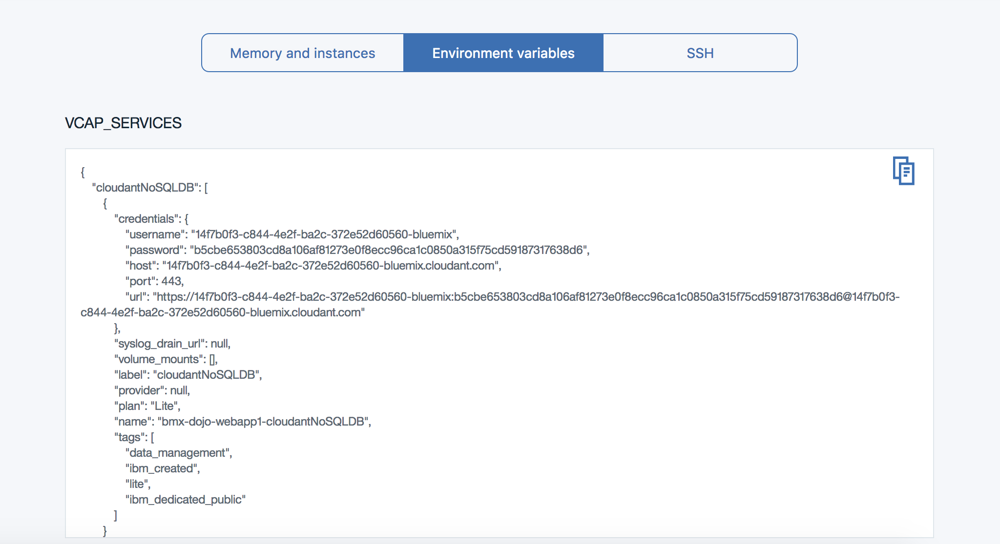 Memory and instances
Environment variables
SSH
VCAP_SERVICES
{
"cloudantNoSQLDB": [
{
"credentials": {
"username": "14f7b0f3-c844-4e2f-ba2c-372e52d60560-bluemix",
"password": "b5cbe653803cd8a106af81273e0f8ecc96ca1c0850a315f75cd59187317638d6",
"host": "14f7b0f3-c844-4e2f-ba2c-372e52d60560-bluemix.cloudant.com",
"port": 443,
"url": "https://14f7b0f3-c844-4e2f-ba2c-372e52d60560-bluemix:b5cbe653803cd8a106af81273e0f8ecc96ca1c0850a315f75cd59187317638d6@14f7b0f3-
c844-4e2f-ba2c-372e52d60560-bluemix.cloudant.com"
},
"syslog_drain_url": null,
"volume_mounts": [],
"label": "cloudantNoSQLDB",
"provider": null,
"plan": "Lite",
"name": "bmx-dojo-webapp1-cloudantNoSQLDB",
"tags": [
"data_management",
"ibm_created",
"lite",
"ibm_dedicated_public"
]
}